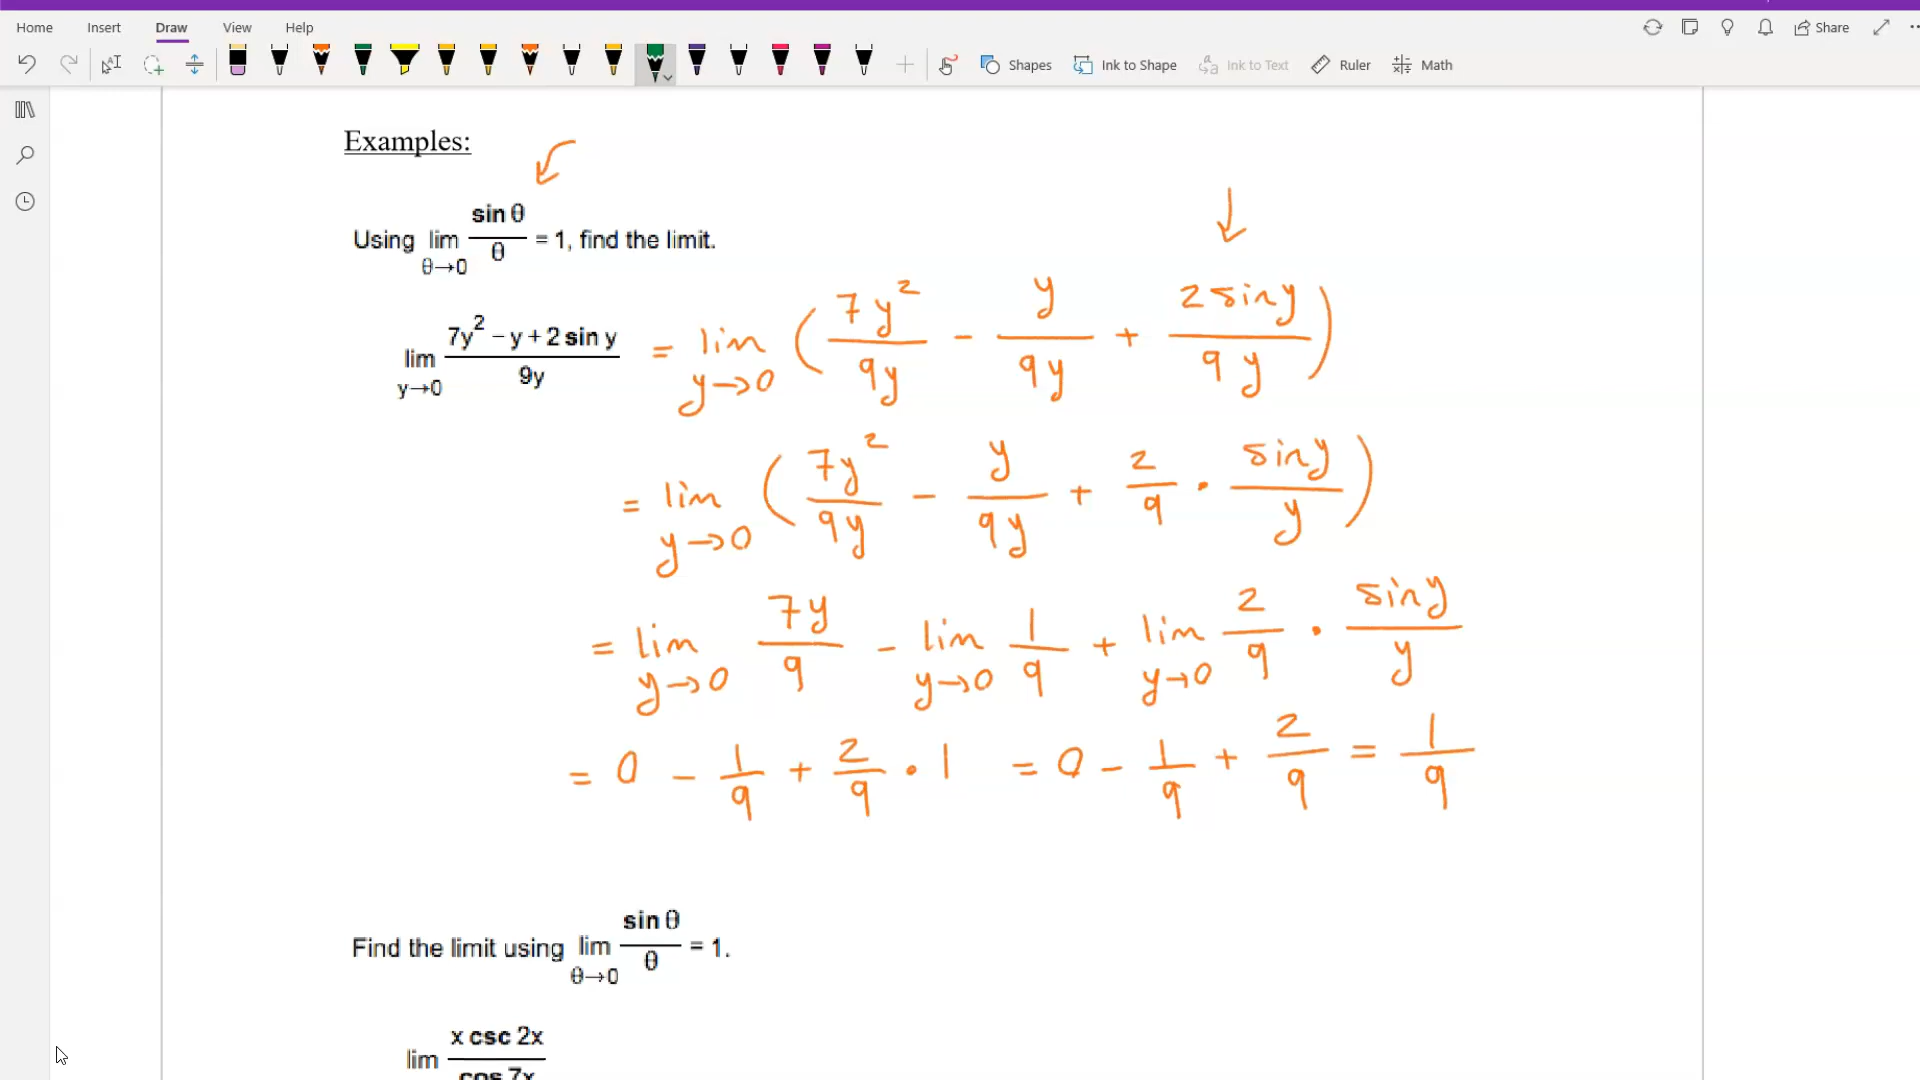 Home Insert Draw View Help Share
Shapes Ink to Shape Ink to Text Ruler Math
Examples:
Using lim θ→0 sin θ / θ = 1, find the limit.
lim y→0 (7y² − y + 2 sin y) / 9y = lim y→0 (7y²/9y − y/9y + 2 sin y/9y)
= lim y→0 (7y²/9y − y/9y + 2/9 · sin y/y)
= lim y→0 7y/9 − lim y→0 1/9 + lim y→0 2/9 · sin y/y
= 0 − 1/9 + 2/9 · 1 = 0 − 1/9 + 2/9 = 1/9
Find the limit using lim θ→0 sin θ / θ = 1.
lim x csc 2x / cos 7x